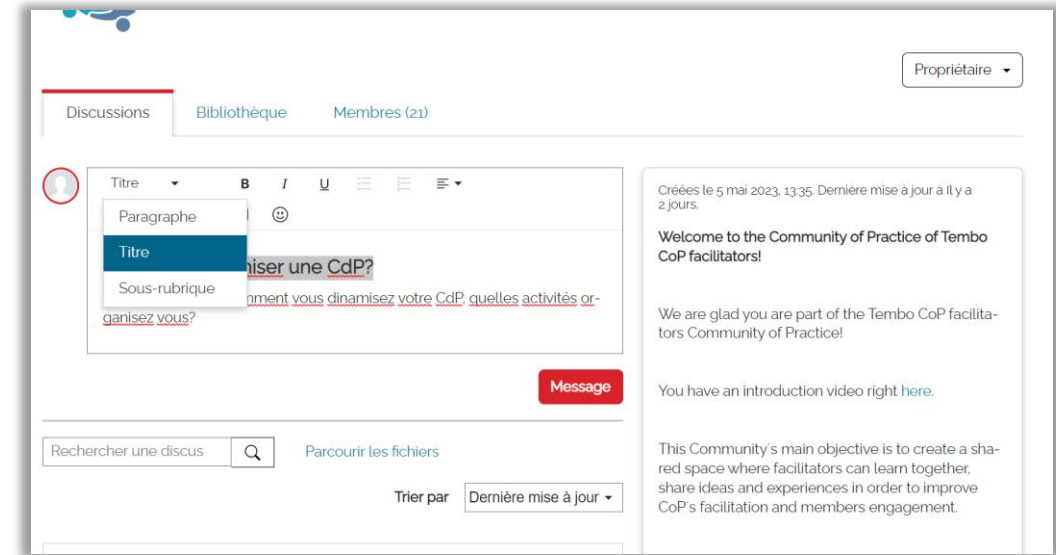 Propriétaire
Discussions Bibliothèque Membres (21)
Titre B I U
Paragraphe
Titre
Sous-rubrique
une CdP?
vous dinamisez votre CdP, quelles activités or-
ganisez vous?
Message
Rechercher une discus Parcourir les fichiers
Trier par Dernière mise à jour
Créées le 5 mai 2023, 13:35. Dernière mise à jour à Il y a
2 jours.
Welcome to the Community of Practice of Tembo
CoP facilitators!
We are glad you are part of the Tembo CoP facilita-
tors Community of Practice!
You have an introduction video right here.
This Community's main objective is to create a sha-
red space where facilitators can learn together,
share ideas and experiences in order to improve
CoP's facilitation and members engagement.